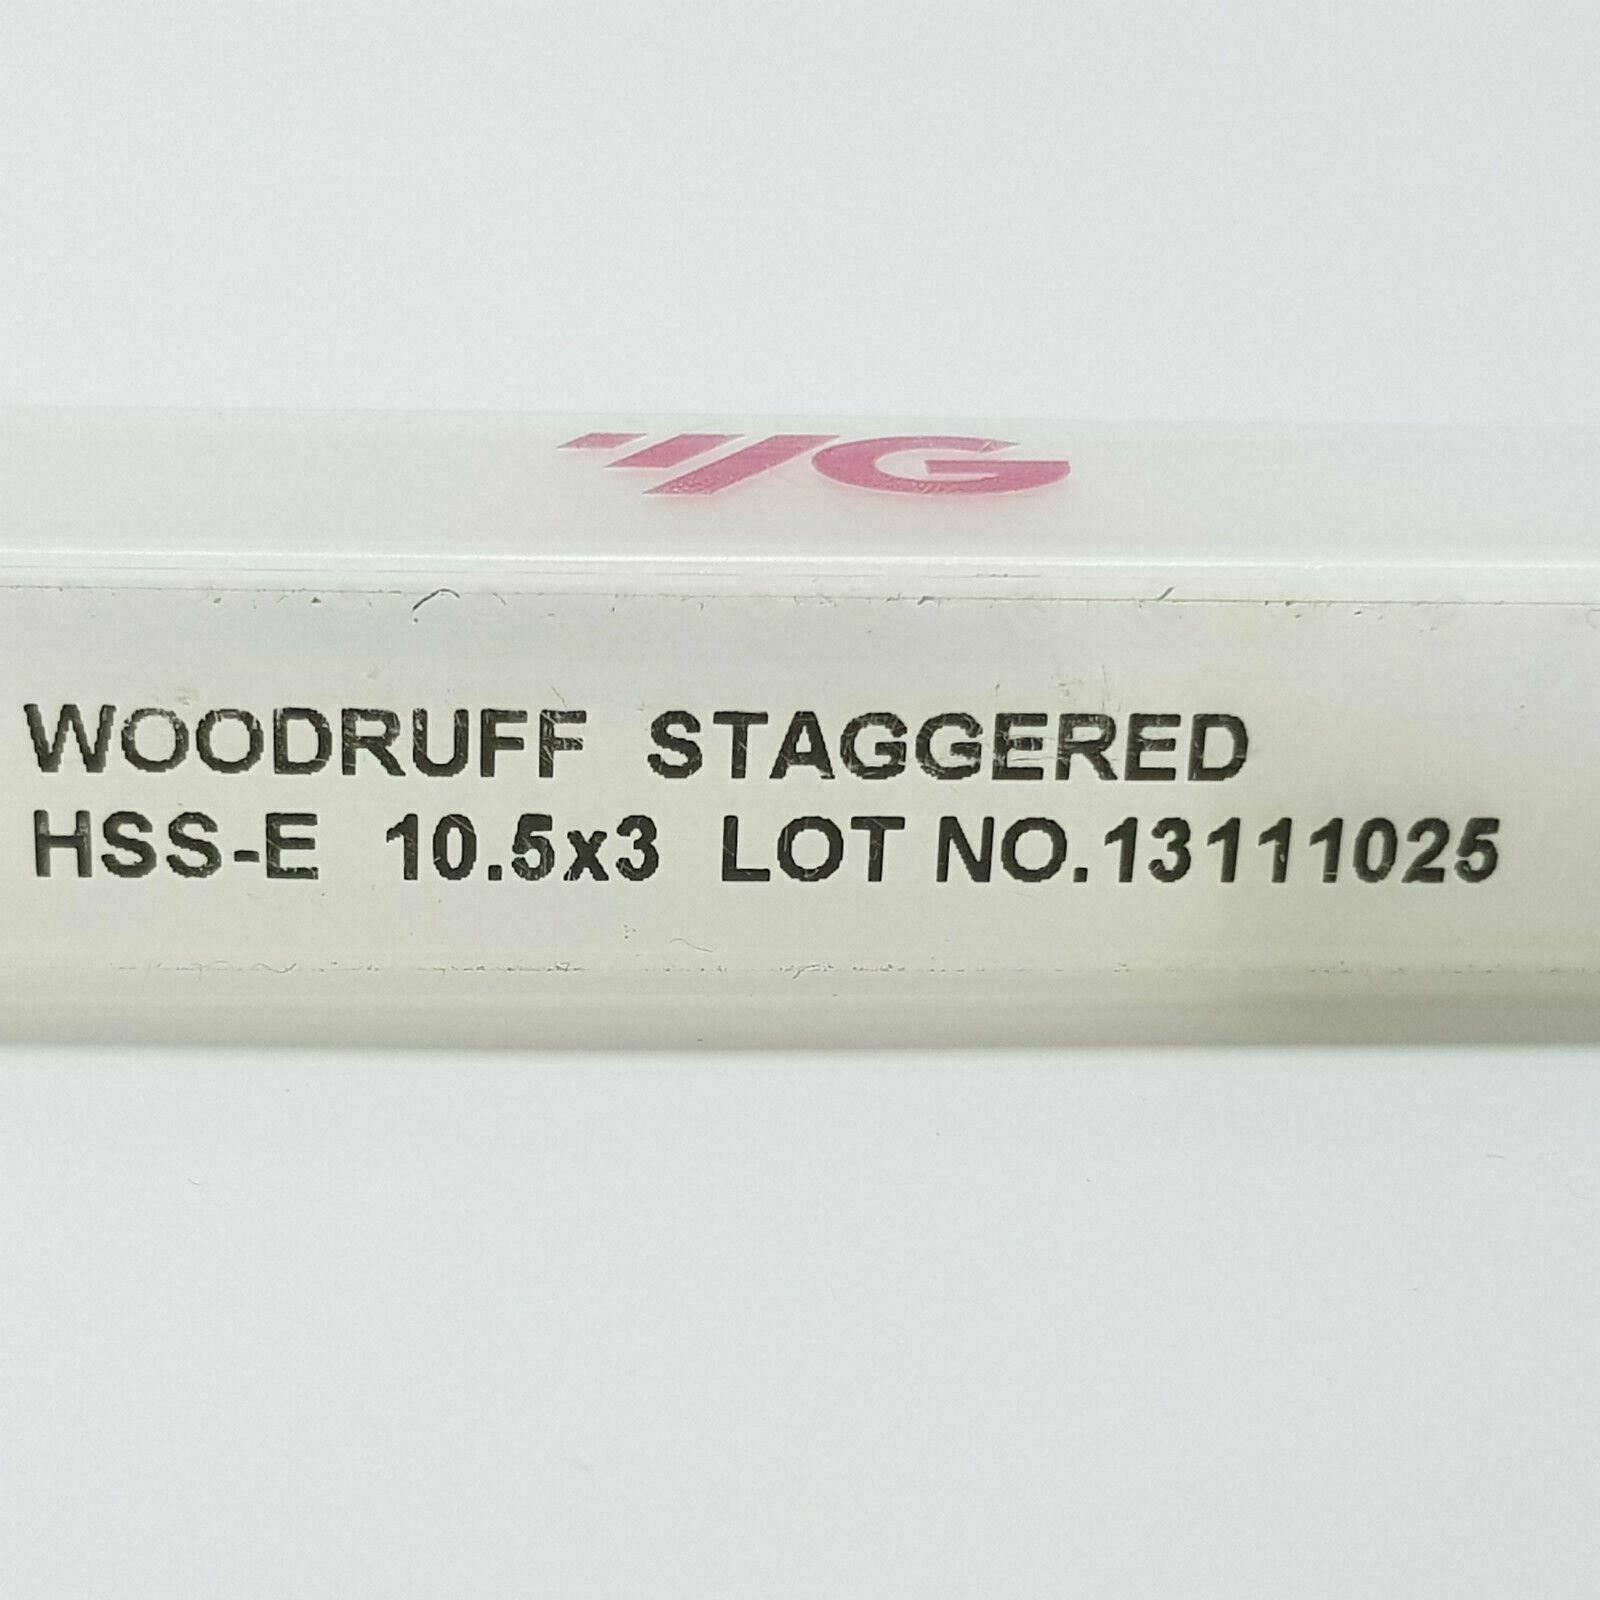 YG
WOODRUFF STAGGERED
HSS-E 10.5x3 LOT NO.13111025